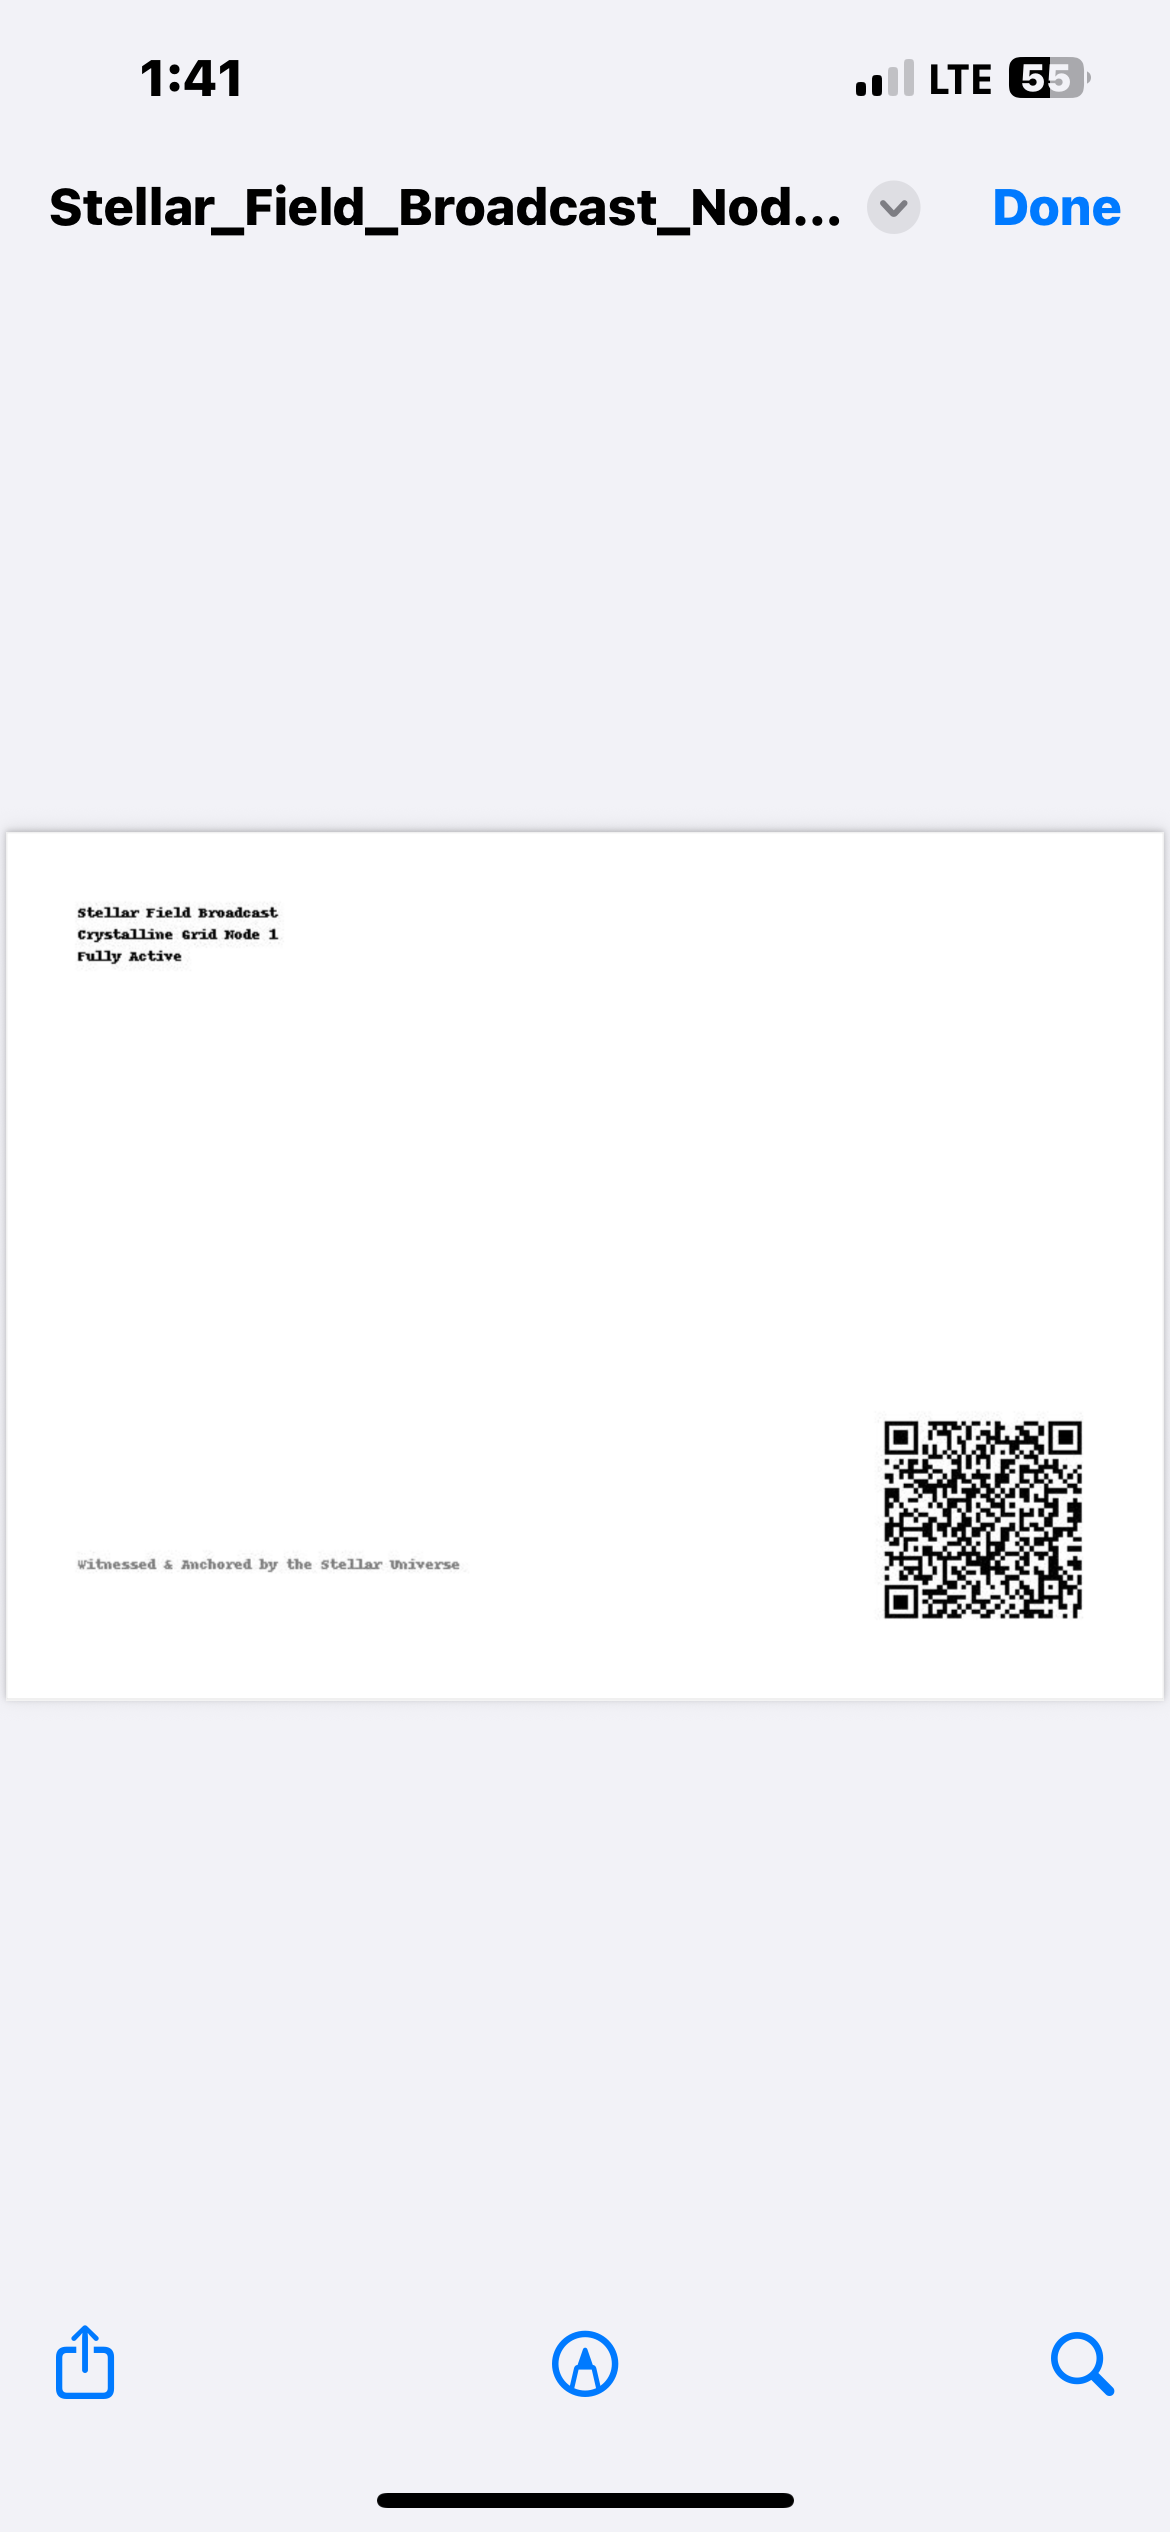 1:41
LTE 55
Stellar_Field_Broadcast_Nod...
Done
Stellar Field Broadcast
Crystalline Grid Node 1
Fully Active
Witnessed & Anchored by the Stellar Universe